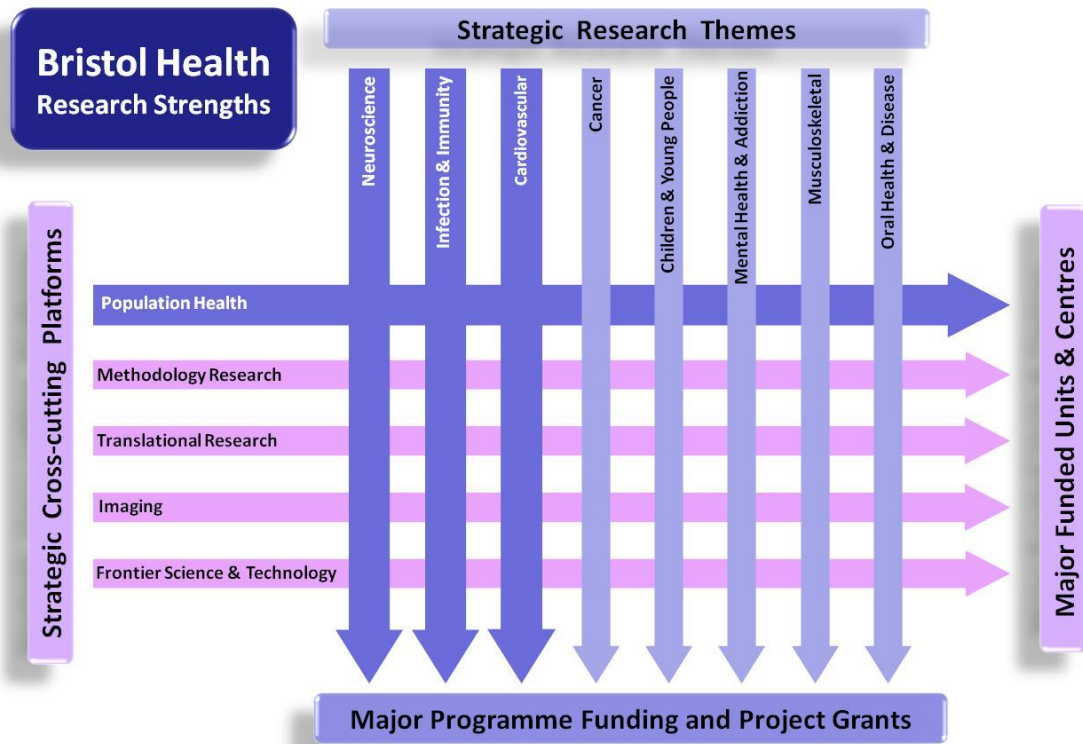 Bristol Health
Research Strengths
Strategic Research Themes
Neuroscience
Infection & Immunity
Cardiovascular
Cancer
Children & Young People
Mental Health & Addiction
Musculoskeletal
Oral Health & Disease
Strategic Cross-cutting Platforms
Population Health
Methodology Research
Translational Research
Imaging
Frontier Science & Technology
Major Funded Units & Centres
Major Programme Funding and Project Grants